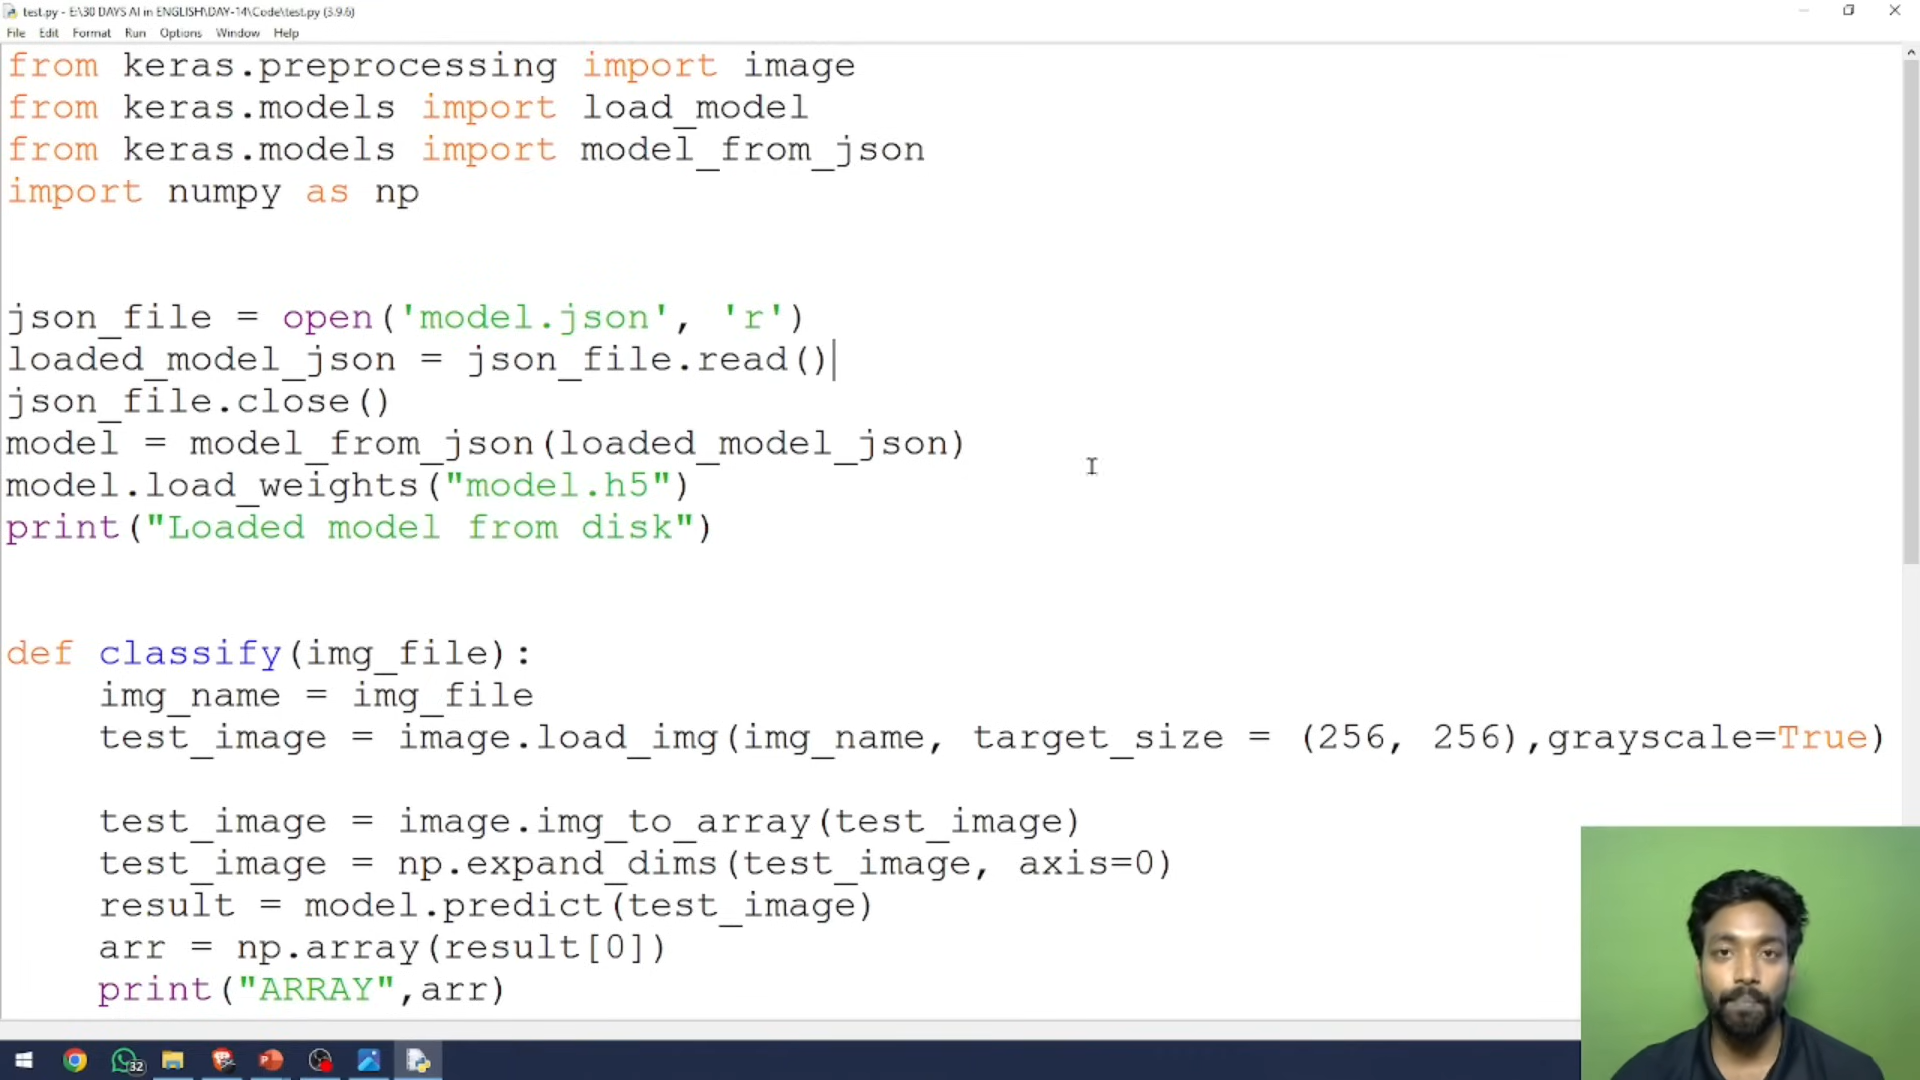 test.py - E:\30 DAYS AI in ENGLISH\DAY-14\Code\test.py (3.9.6)
File Edit Format Run Options Window Help
from keras.preprocessing import image
from keras.models import load_model
from keras.models import model_from_json
import numpy as np
json_file = open('model.json', 'r')
loaded_model_json = json_file.read()
json_file.close()
model = model_from_json(loaded_model_json)
model.load_weights("model.h5")
print("Loaded model from disk")
def classify(img_file):
img_name = img_file
test_image = image.load_img(img_name, target_size = (256, 256),grayscale=True)
test_image = image.img_to_array(test_image)
test_image = np.expand_dims(test_image, axis=0)
result = model.predict(test_image)
arr = np.array(result[0])
print("ARRAY",arr)
32